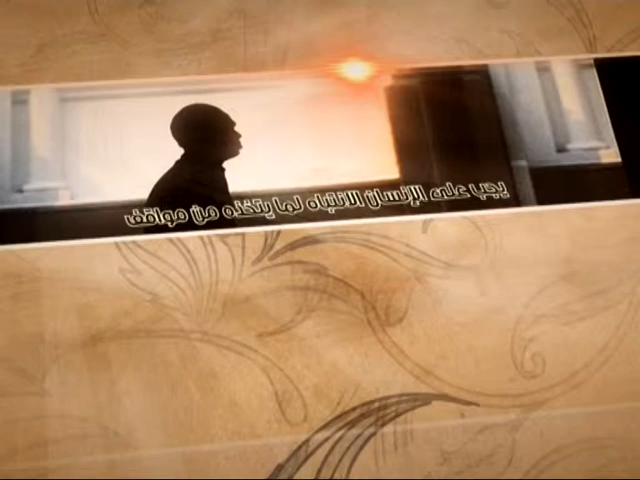 يجب على الإنسان الانتباه لما يتخذه من مواقف